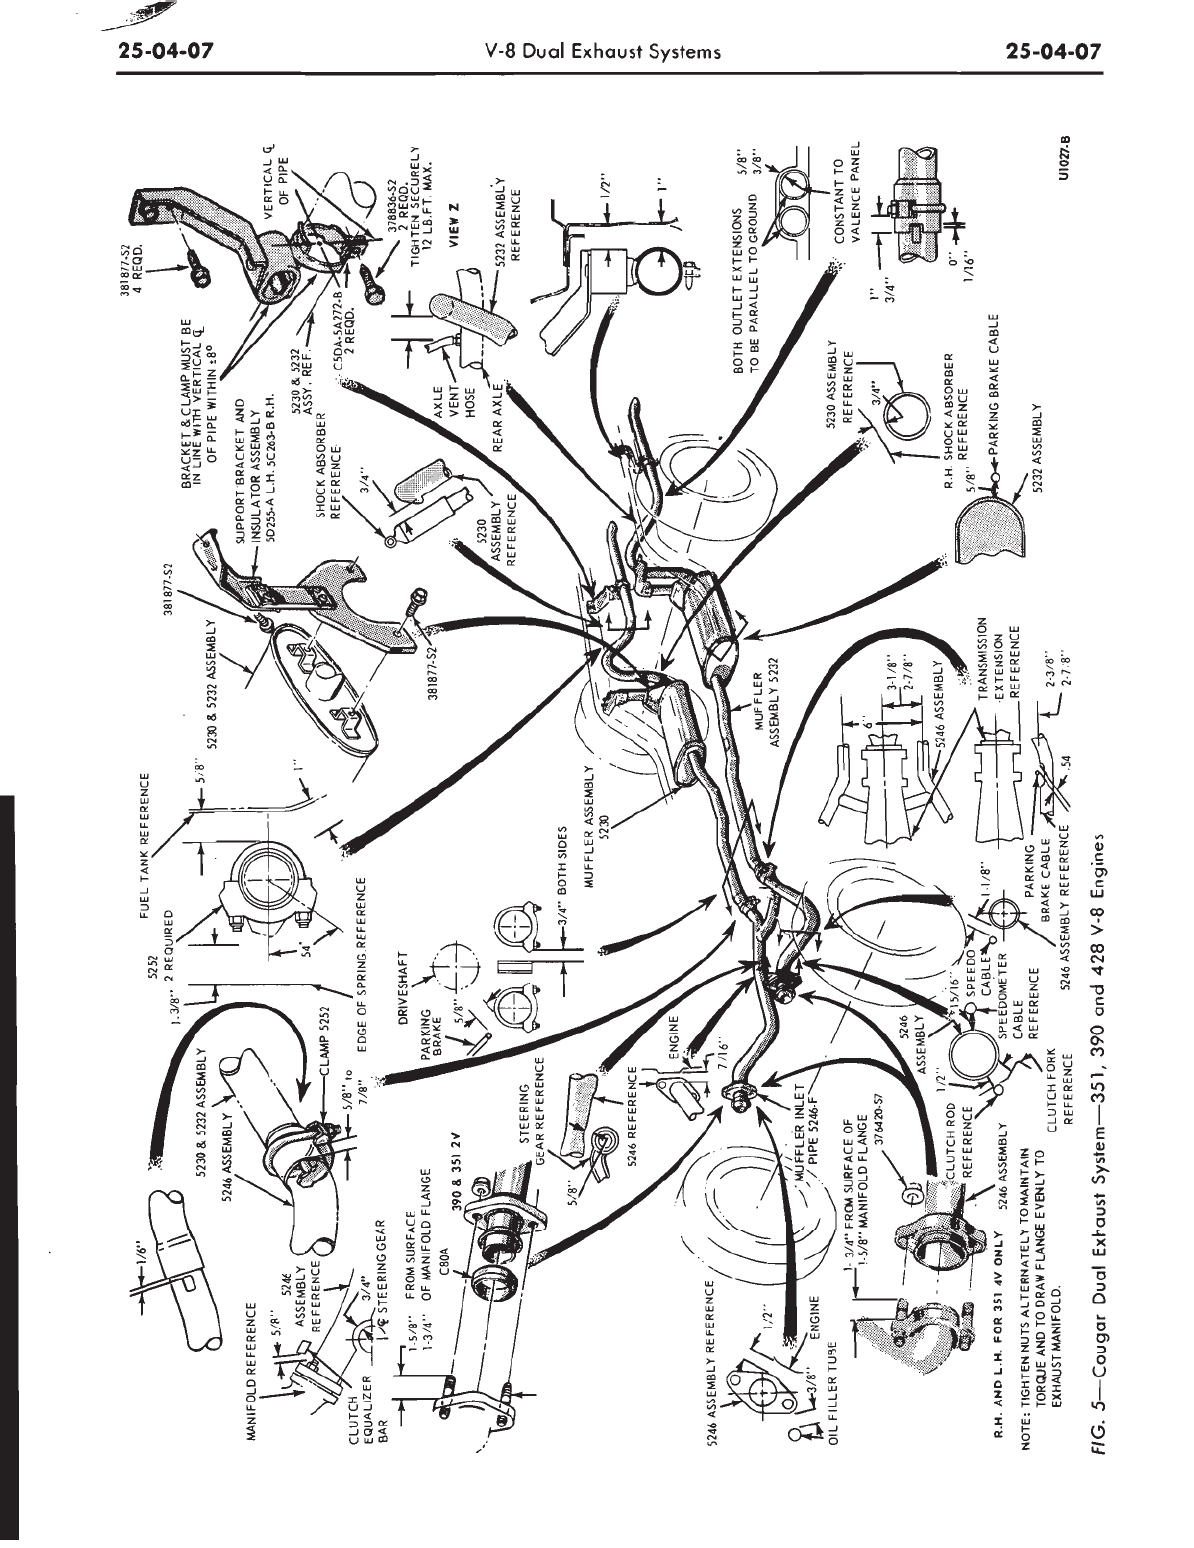 25-04-07
V-8 Dual Exhaust Systems
25-04-07
381877-S2
4 REQD.
VERTICAL ℄
OF PIPE
BRACKET & CLAMP MUST BE
IN LINE WITH VERTICAL ℄
OF PIPE WITHIN ±8°
378836-S2
2 REQD.
TIGHTEN SECURELY
12 LB.FT. MAX.
VIEW Z
C5DA-5A272-B
2 REQD.
5230 & 5232
ASSY. REF.
SUPPORT BRACKET AND
INSULATOR ASSEMBLY
5D255-A L.H. 5C263-B R.H.
381877-S2
5230 & 5232 ASSEMBLY
381877-S2
SHOCK ABSORBER
REFERENCE
3/4"
5230
ASSEMBLY
REFERENCE
5232 ASSEMBLY
REFERENCE
AXLE
VENT
HOSE
REAR AXLE
1/2"
1"
BOTH OUTLET EXTENSIONS
TO BE PARALLEL TO GROUND
5/8"
3/8"
CONSTANT TO
VALENCE PANEL
1"
3/4"
0"
1/16"
U1027-B
5230 ASSEMBLY
REFERENCE
3/4"
R.H. SHOCK ABSORBER
REFERENCE
5/8"
PARKING BRAKE CABLE
5232 ASSEMBLY
FUEL TANK REFERENCE
5/8"
1"
5252
2 REQUIRED
1.3/8"
54°
EDGE OF SPRING REFERENCE
MUFFLER ASSEMBLY
5230
MUFFLER
ASSEMBLY 5232
6"
3-1/8"
2-7/8"
5246 ASSEMBLY
TRANSMISSION
EXTENSION
REFERENCE
2-3/8"
2-7/8"
.54
PARKING
BRAKE CABLE
5246 ASSEMBLY REFERENCE
1-1/8"
SPEEDO
CABLE
15/16"
SPEEDOMETER
CABLE
REFERENCE
5246
ASSEMBLY
1/2"
CLUTCH FORK
REFERENCE
CLUTCH ROD
REFERENCE
DRIVESHAFT
PARKING
BRAKE
5/8"
3/4" BOTH SIDES
5230 & 5232 ASSEMBLY
5246 ASSEMBLY
CLAMP 5252
5/8" TO
7/8"
1/6"
STEERING
GEAR REFERENCE
5/8"
5246 REFERENCE
ENGINE
7/16"
MUFFLER INLET
PIPE 5246-F
MANIFOLD REFERENCE
5/8"
5246
ASSEMBLY
REFERENCE
3/4"
℄ STEERING GEAR
CLUTCH
EQUALIZER
BAR
1-5/8"
1-3/4"
FROM SURFACE
OF MANIFOLD FLANGE
C80A
390 & 351 2V
5246 ASSEMBLY REFERENCE
1/2"
ENGINE
3/8"
OIL FILLER TUBE
1-3/4" FROM SURFACE OF
1-5/8" MANIFOLD FLANGE
376420-S7
5246 ASSEMBLY
R.H. AND L.H. FOR 351 4V ONLY
NOTE: TIGHTEN NUTS ALTERNATELY TO MAINTAIN
TORQUE AND TO DRAW FLANGE EVENLY TO
EXHAUST MANIFOLD.
FIG. 5—Cougar Dual Exhaust System—351, 390 and 428 V-8 Engines